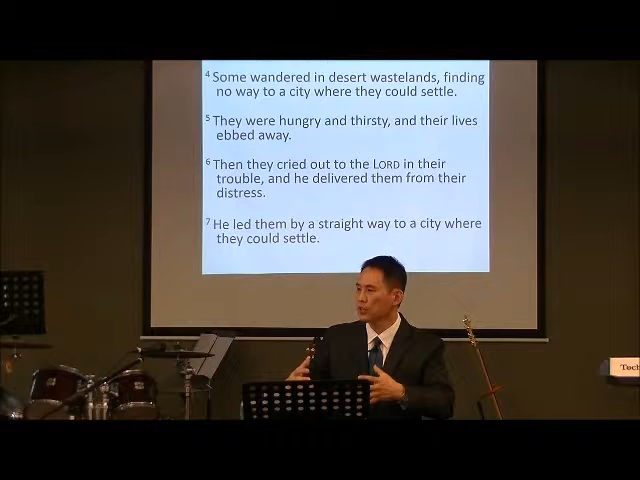 4 Some wandered in desert wastelands, finding
no way to a city where they could settle.
5 They were hungry and thirsty, and their lives
ebbed away.
6 Then they cried out to the LORD in their
trouble, and he delivered them from their
distress.
7 He led them by a straight way to a city where
they could settle.
Tech